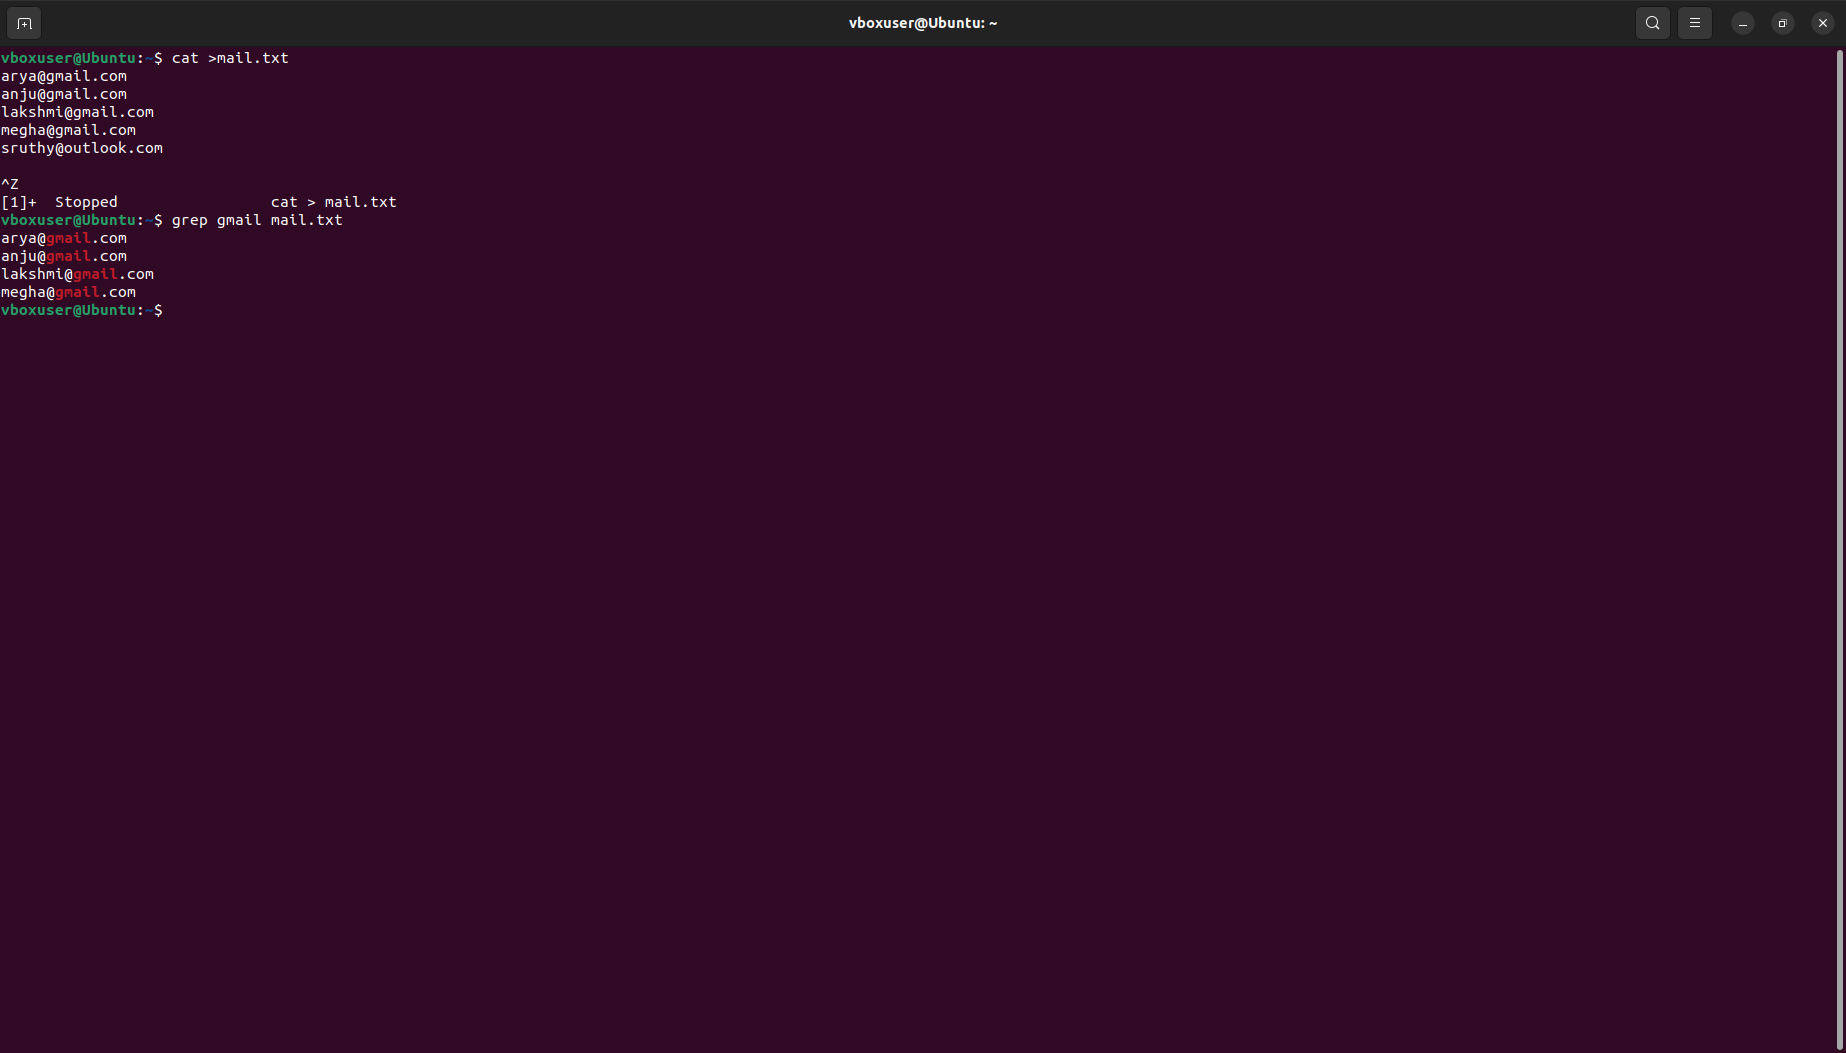 vboxuser@Ubuntu: ~
vboxuser@Ubuntu:~$ cat >mail.txt
arya@gmail.com
anju@gmail.com
lakshmi@gmail.com
megha@gmail.com
sruthy@outlook.com

^Z
[1]+  Stopped                 cat > mail.txt
vboxuser@Ubuntu:~$ grep gmail mail.txt
arya@gmail.com
anju@gmail.com
lakshmi@gmail.com
megha@gmail.com
vboxuser@Ubuntu:~$